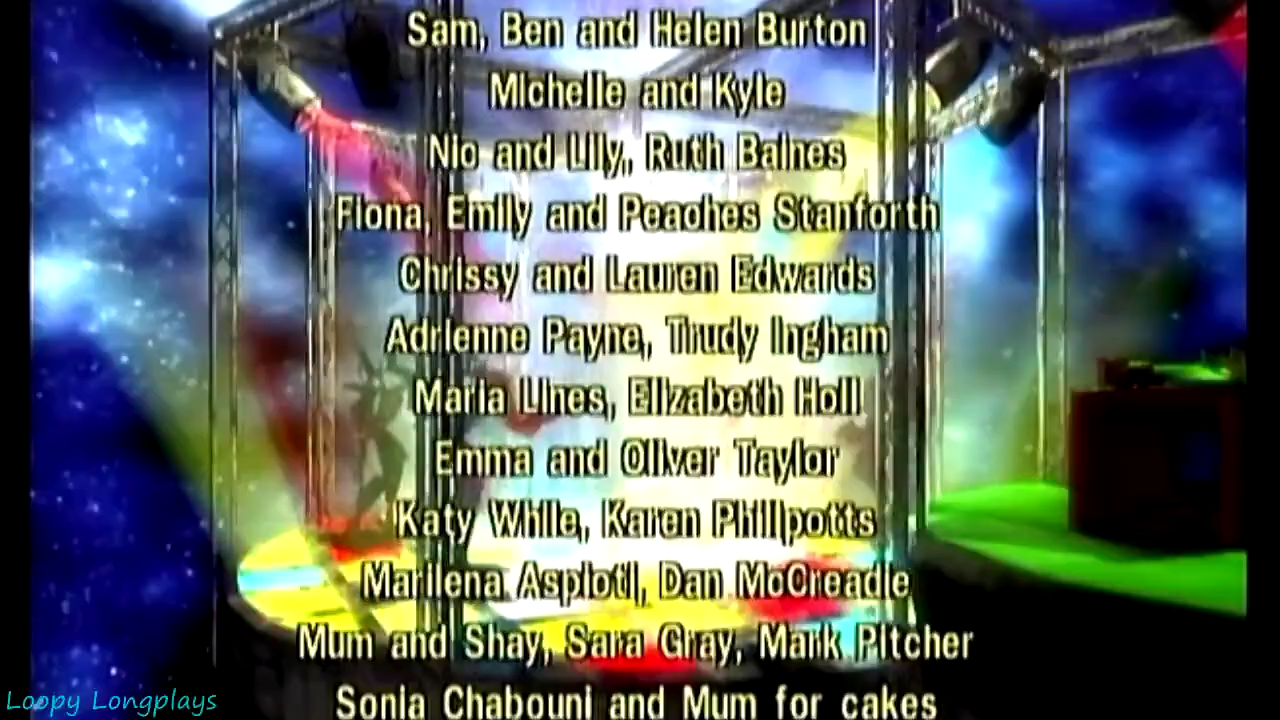 Sam, Ben and Helen Burton
Michelle and Kyle
Nio and Lily, Ruth Baines
Fiona, Emily and Peaches Stanforth
Chrissy and Lauren Edwards
Adrienne Payne, Trudy Ingham
Maria Lines, Elizabeth Holl
Emma and Oliver Taylor
Katy While, Karen Phillpotts
Marilena Dan McCreadie
Mum and Shay, Sara Gray, Mark Pitcher
Sonia Chabouni and Mum for cakes
Loopy Longplays